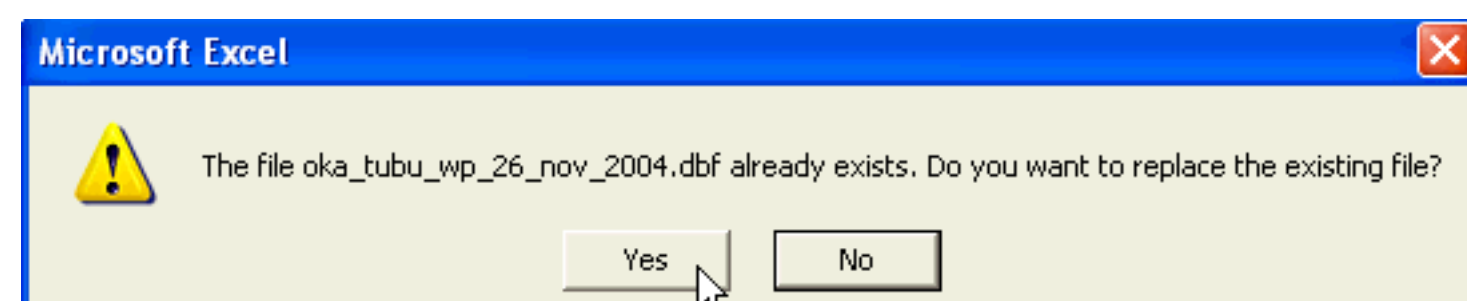 Microsoft Excel
The file oka_tubu_wp_26_nov_2004.dbf already exists. Do you want to replace the existing file?
Yes No